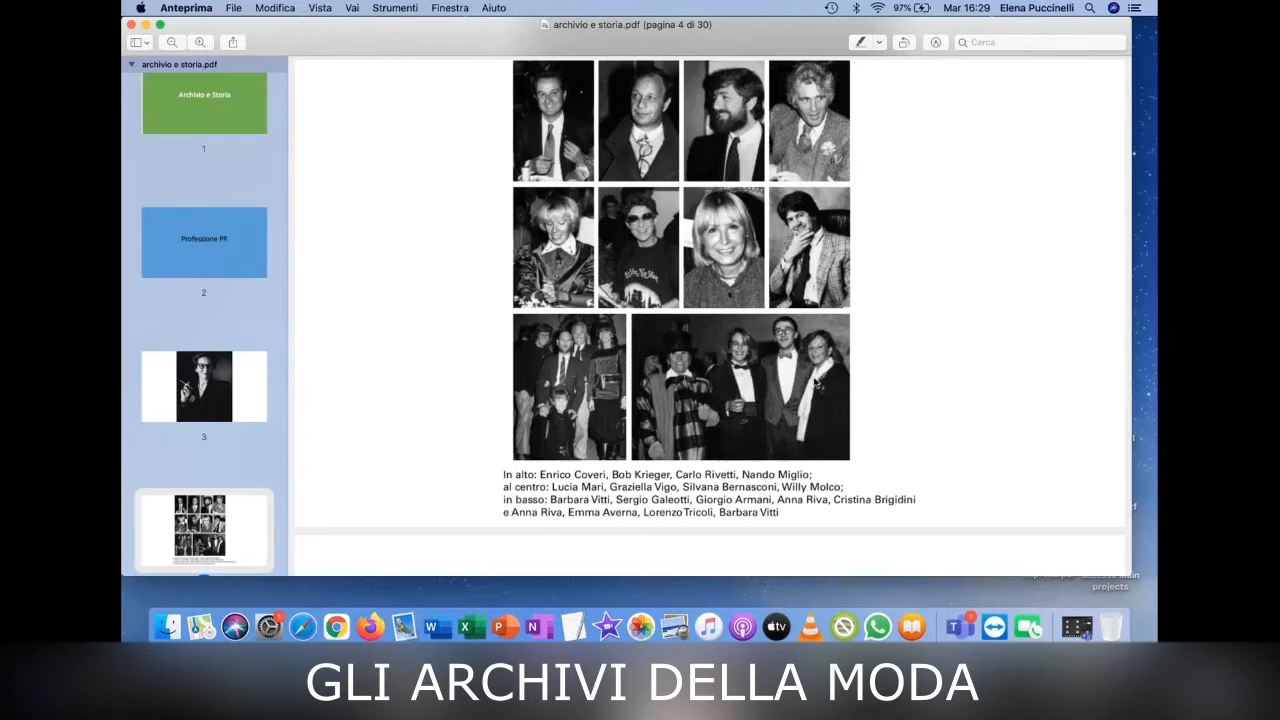 Anteprima File Modifica Vista Vai Strumenti Finestra Aiuto 97% Mar 16:29 Elena Puccinelli
archivio e storia.pdf (pagina 4 di 30)
Cerca
archivio e storia.pdf
Archivio e Storia
1
Professione PR
2
3
In alto: Enrico Coveri, Bob Krieger, Carlo Rivetti, Nando Miglio;
al centro: Lucia Mari, Graziella Vigo, Silvana Bernasconi, Willy Molco;
in basso: Barbara Vitti, Sergio Galeotti, Giorgio Armani, Anna Riva, Cristina Brigidini
e Anna Riva, Emma Averna, Lorenzo Tricoli, Barbara Vitti
projects
tv
GLI ARCHIVI DELLA MODA